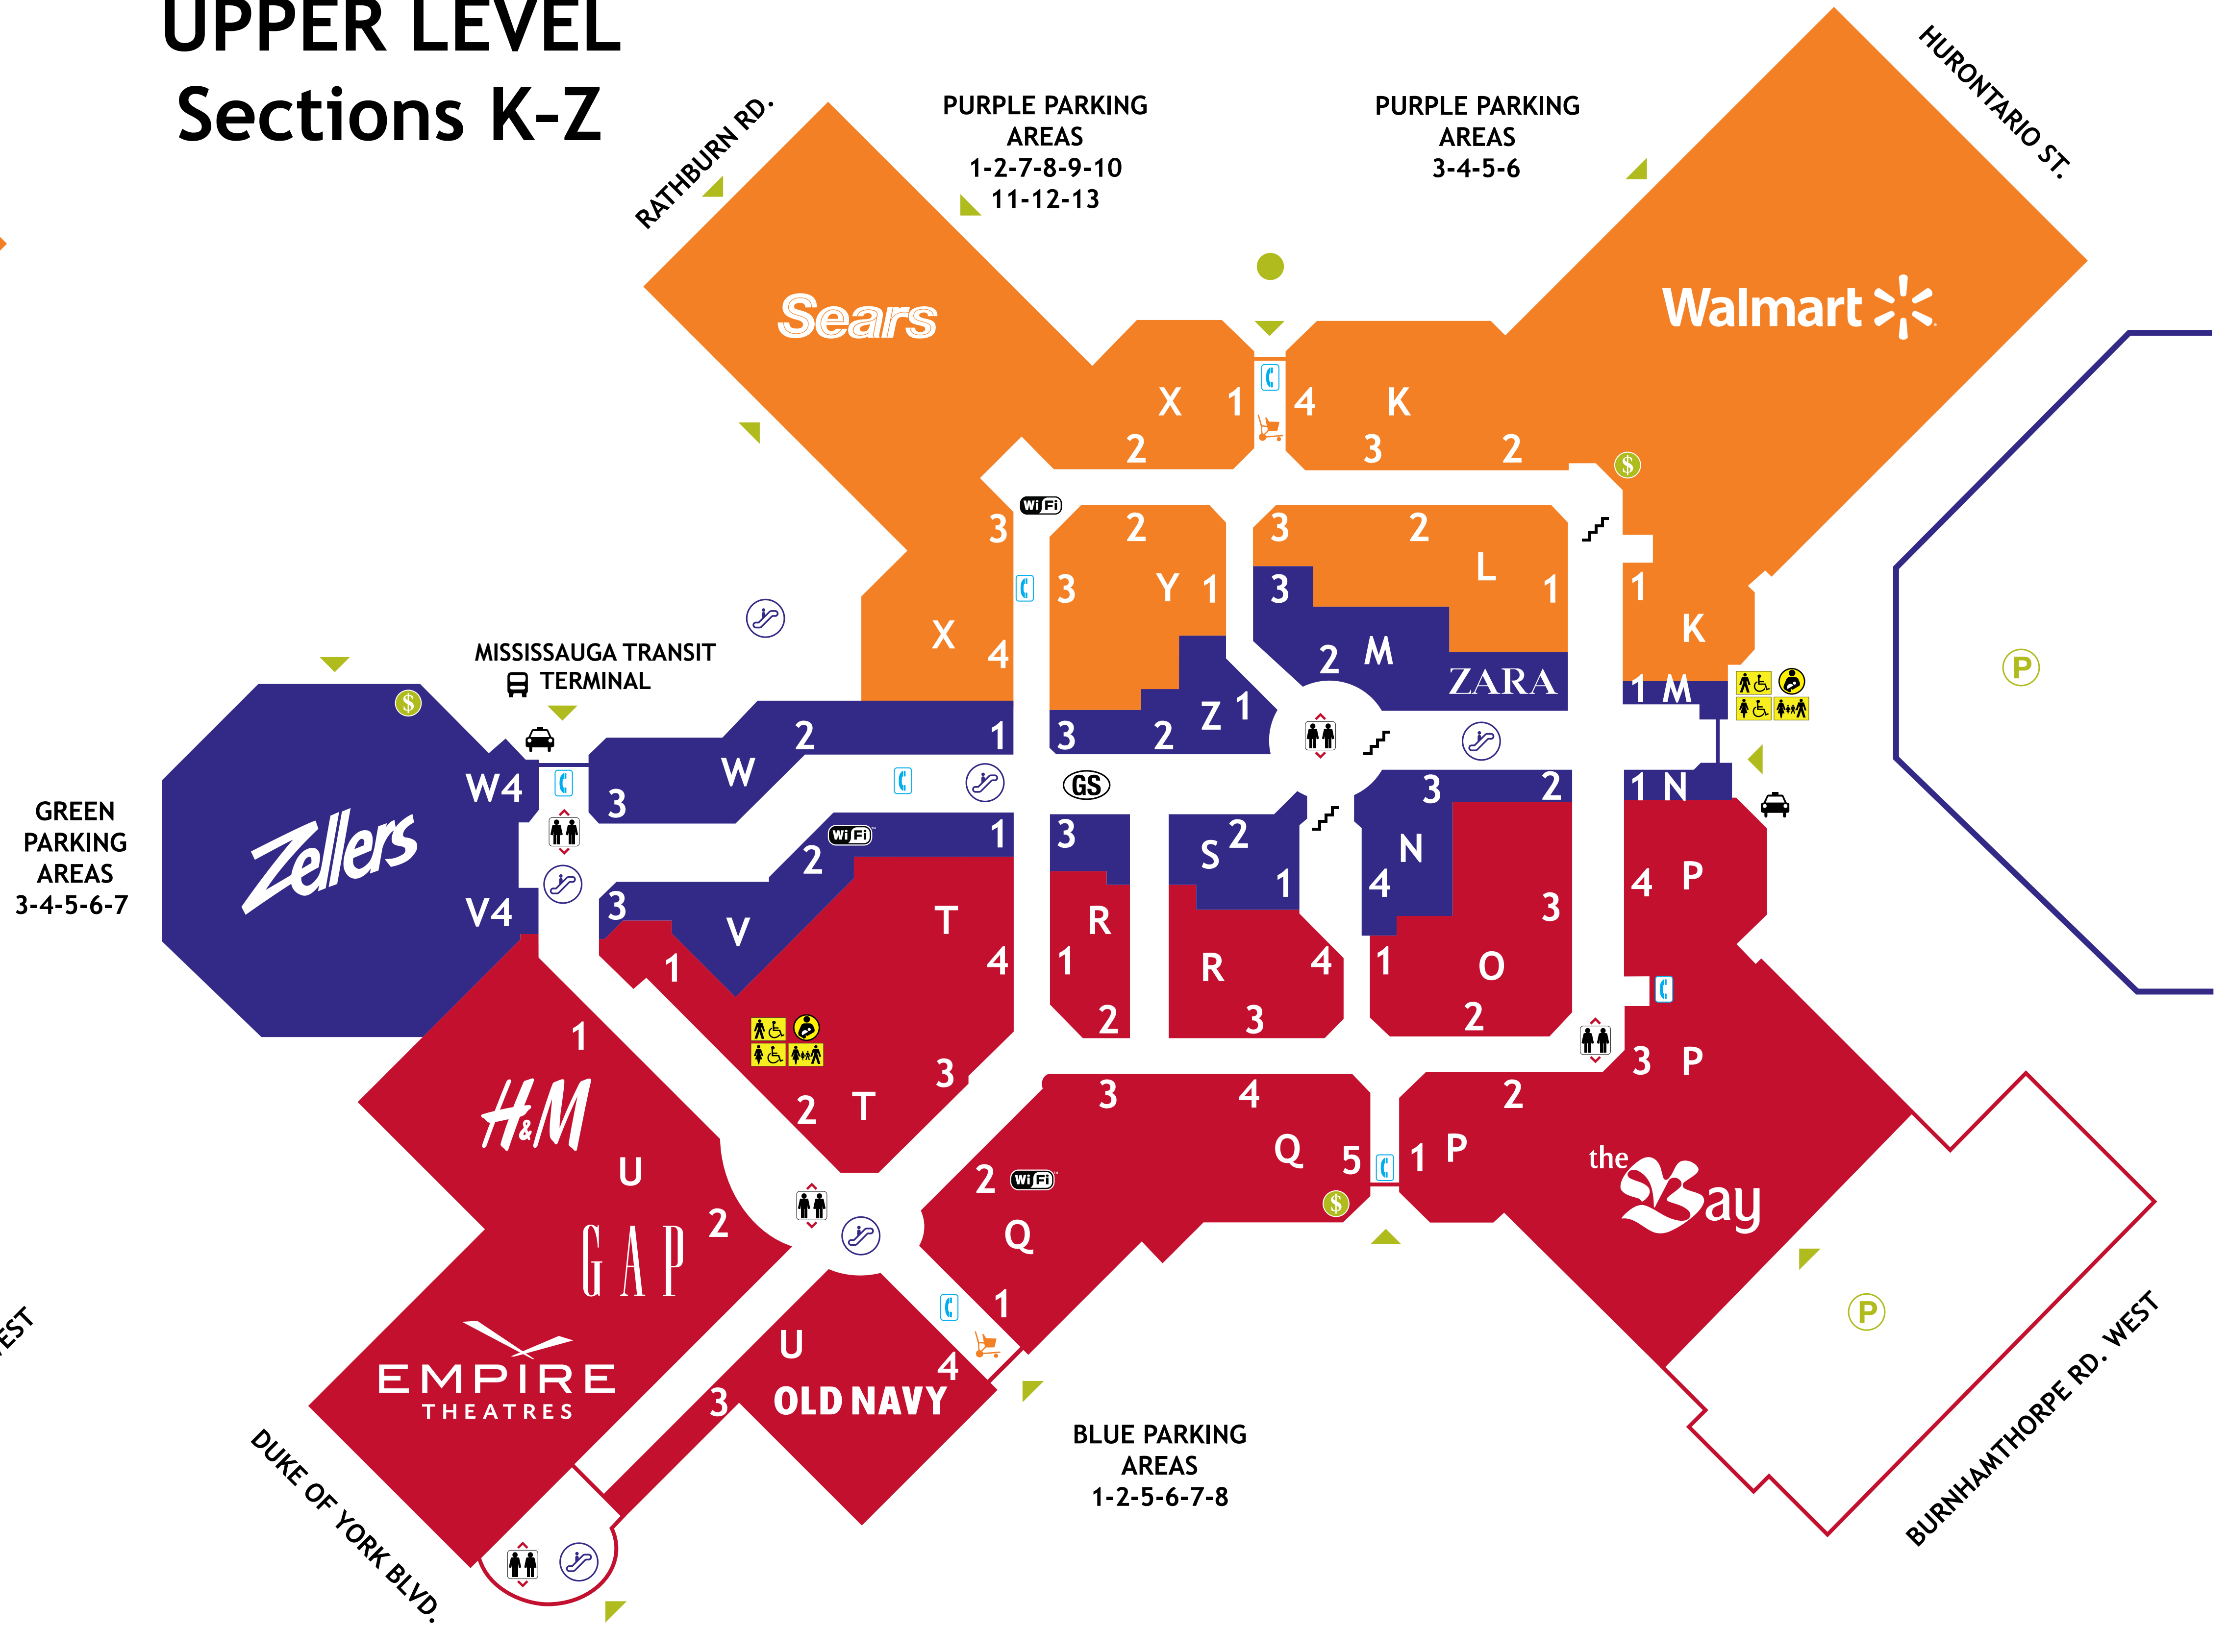 UPPER LEVEL
Sections K-Z
RATHBURN RD.
PURPLE PARKING
AREAS
1-2-7-8-9-10
11-12-13
PURPLE PARKING
AREAS
3-4-5-6
HURONTARIO ST.
Sears
Walmart
X 1
2
4 K
3 2
$
WiFi
3
X
4
2
3 Y 1
3 2
L
1
3
2 M
ZARA
1
K
1 M
P
MISSISSAUGA TRANSIT
TERMINAL
$
GREEN
PARKING
AREAS
3-4-5-6-7
Zellers
W4
V4
2 1
W
3
3 2 Z 1
GS
WiFi
1
2
3
V
3
S 2
1
3 2
N
4
1 N
4 P
1
T
4
3
2 T
R
1
2
R 4
3
1 O
3
2
3 P
1
H&M
U
GAP
2
EMPIRE
THEATRES
3 4
Q 5
2 WiFi
Q
1
$
2
1 P
the Bay
P
U
4
3
OLD NAVY
BLUE PARKING
AREAS
1-2-5-6-7-8
DUKE OF YORK BLVD.
BURNHAMTHORPE RD. WEST
EST